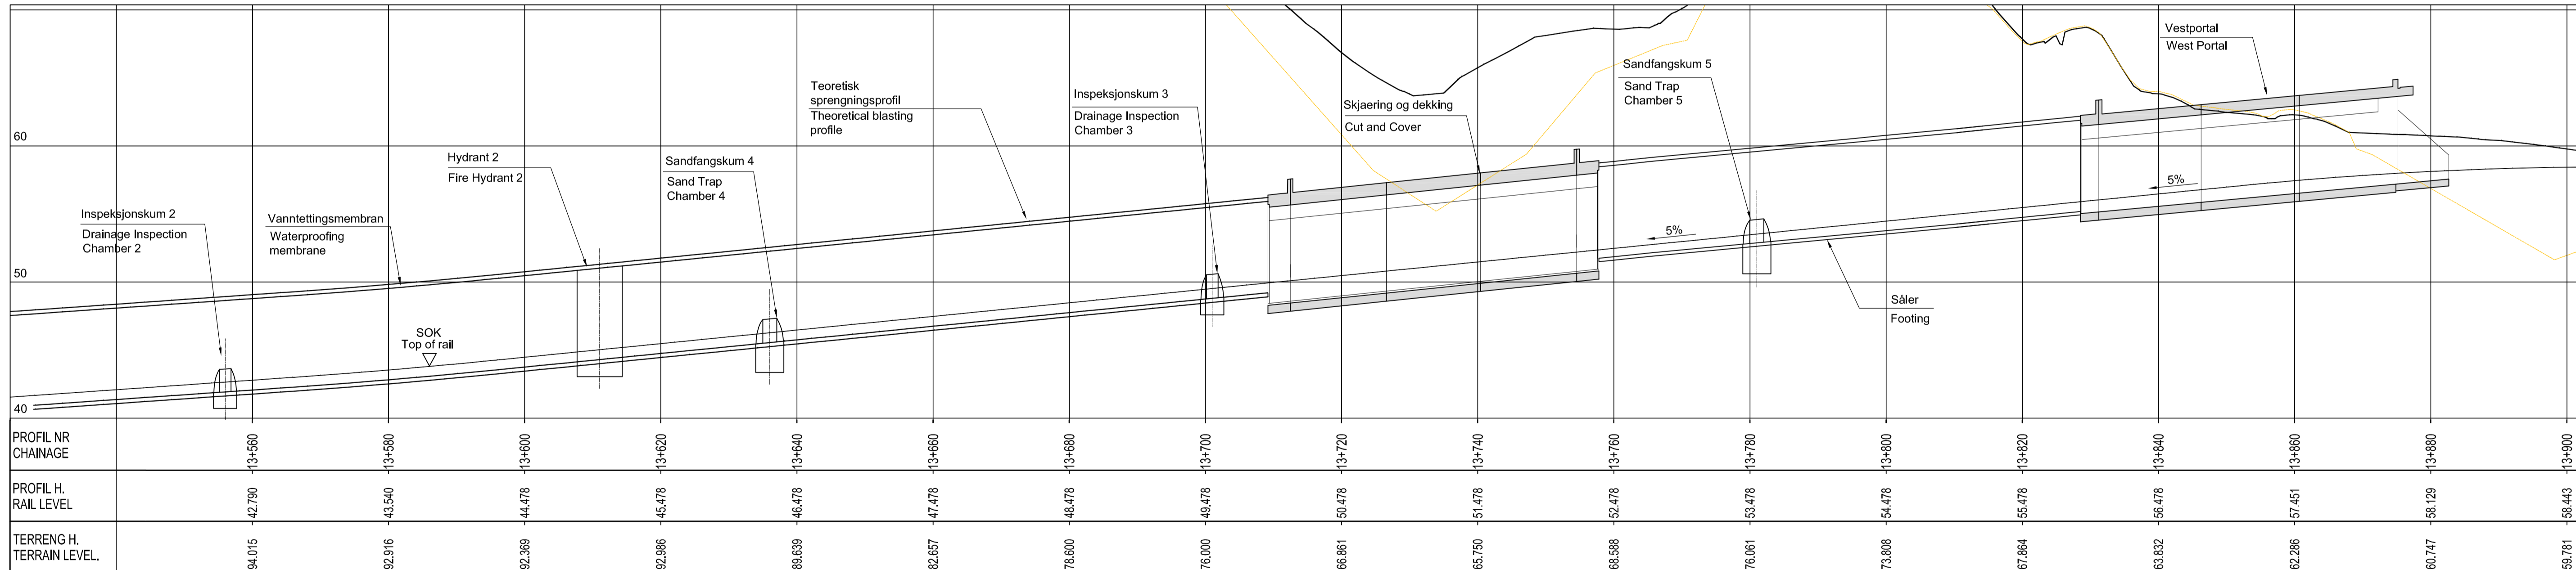 Vestportal
West Portal
Sandfangskum 5
Sand Trap
Chamber 5
Teoretisk
sprengningsprofil
Theoretical blasting
profile
Inspeksjonskum 3
Drainage Inspection
Chamber 3
Skjaering og dekking
Cut and Cover
60
Hydrant 2
Fire Hydrant 2
Sandfangskum 4
Sand Trap
Chamber 4
Inspeksjonskum 2
Drainage Inspection
Chamber 2
Vanntettingsmembran
Waterproofing
membrane
5%
5%
50
Såler
Footing
SOK
Top of rail
40
PROFIL NR
CHAINAGE
13+560 13+580 13+600 13+620 13+640 13+660 13+680 13+700 13+720 13+740 13+760 13+780 13+800 13+820 13+840 13+860 13+880 13+900
PROFIL H.
RAIL LEVEL
42.790 43.540 44.478 45.478 46.478 47.478 48.478 49.478 50.478 51.478 52.478 53.478 54.478 55.478 56.478 57.451 58.129 58.443
TERRENG H.
TERRAIN LEVEL.
94.015 92.916 92.369 92.986 89.639 82.657 78.600 76.000 66.861 65.750 68.588 76.061 73.808 67.864 63.832 62.286 60.747 59.781